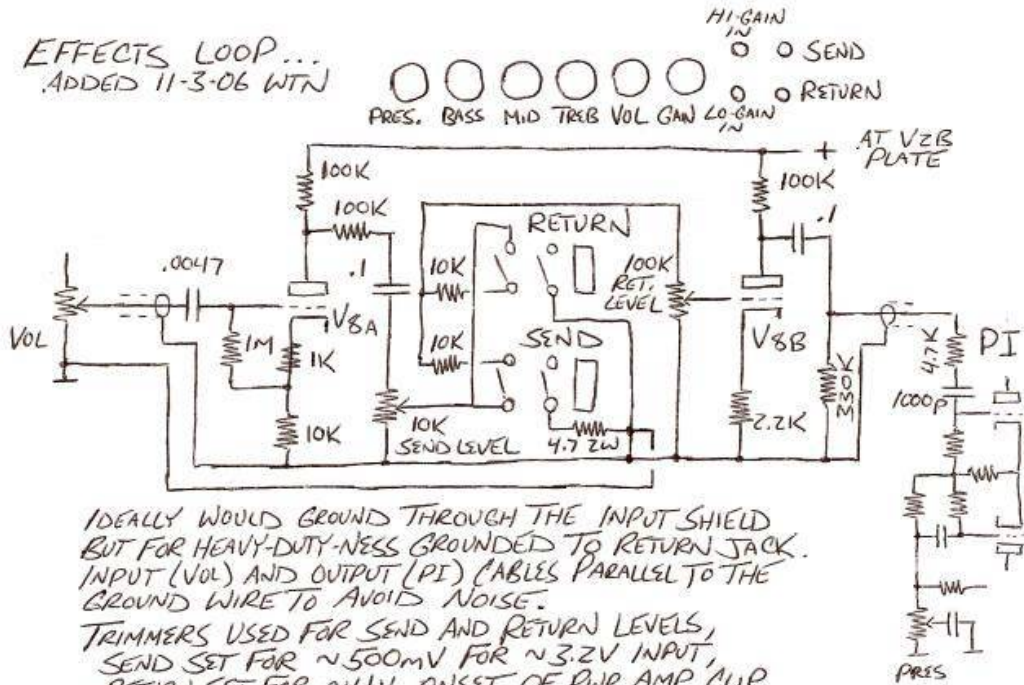 EFFECTS LOOP...
ADDED 11-3-06 WTN
HI-GAIN
IN
SEND
RETURN
PRES. BASS MID TREB VOL GAIN LO-GAIN
IN
+ AT V2B
PLATE
100K
100K
100K
.1
RETURN
.0047
.1
10K
100K
RET.
LEVEL
VOL
V8A
V8B
1M
1K
10K
SEND
4.7K
PI
330K
1000P
10K
10K
SEND LEVEL
4.7 2W
2.2K
IDEALLY WOULD GROUND THROUGH THE INPUT SHIELD
BUT FOR HEAVY-DUTY-NESS GROUNDED TO RETURN JACK.
INPUT (VOL) AND OUTPUT (PI) CABLES PARALLEL TO THE
GROUND WIRE TO AVOID NOISE.
TRIMMERS USED FOR SEND AND RETURN LEVELS,
SEND SET FOR ~500mV FOR ~3.2V INPUT,
PRES